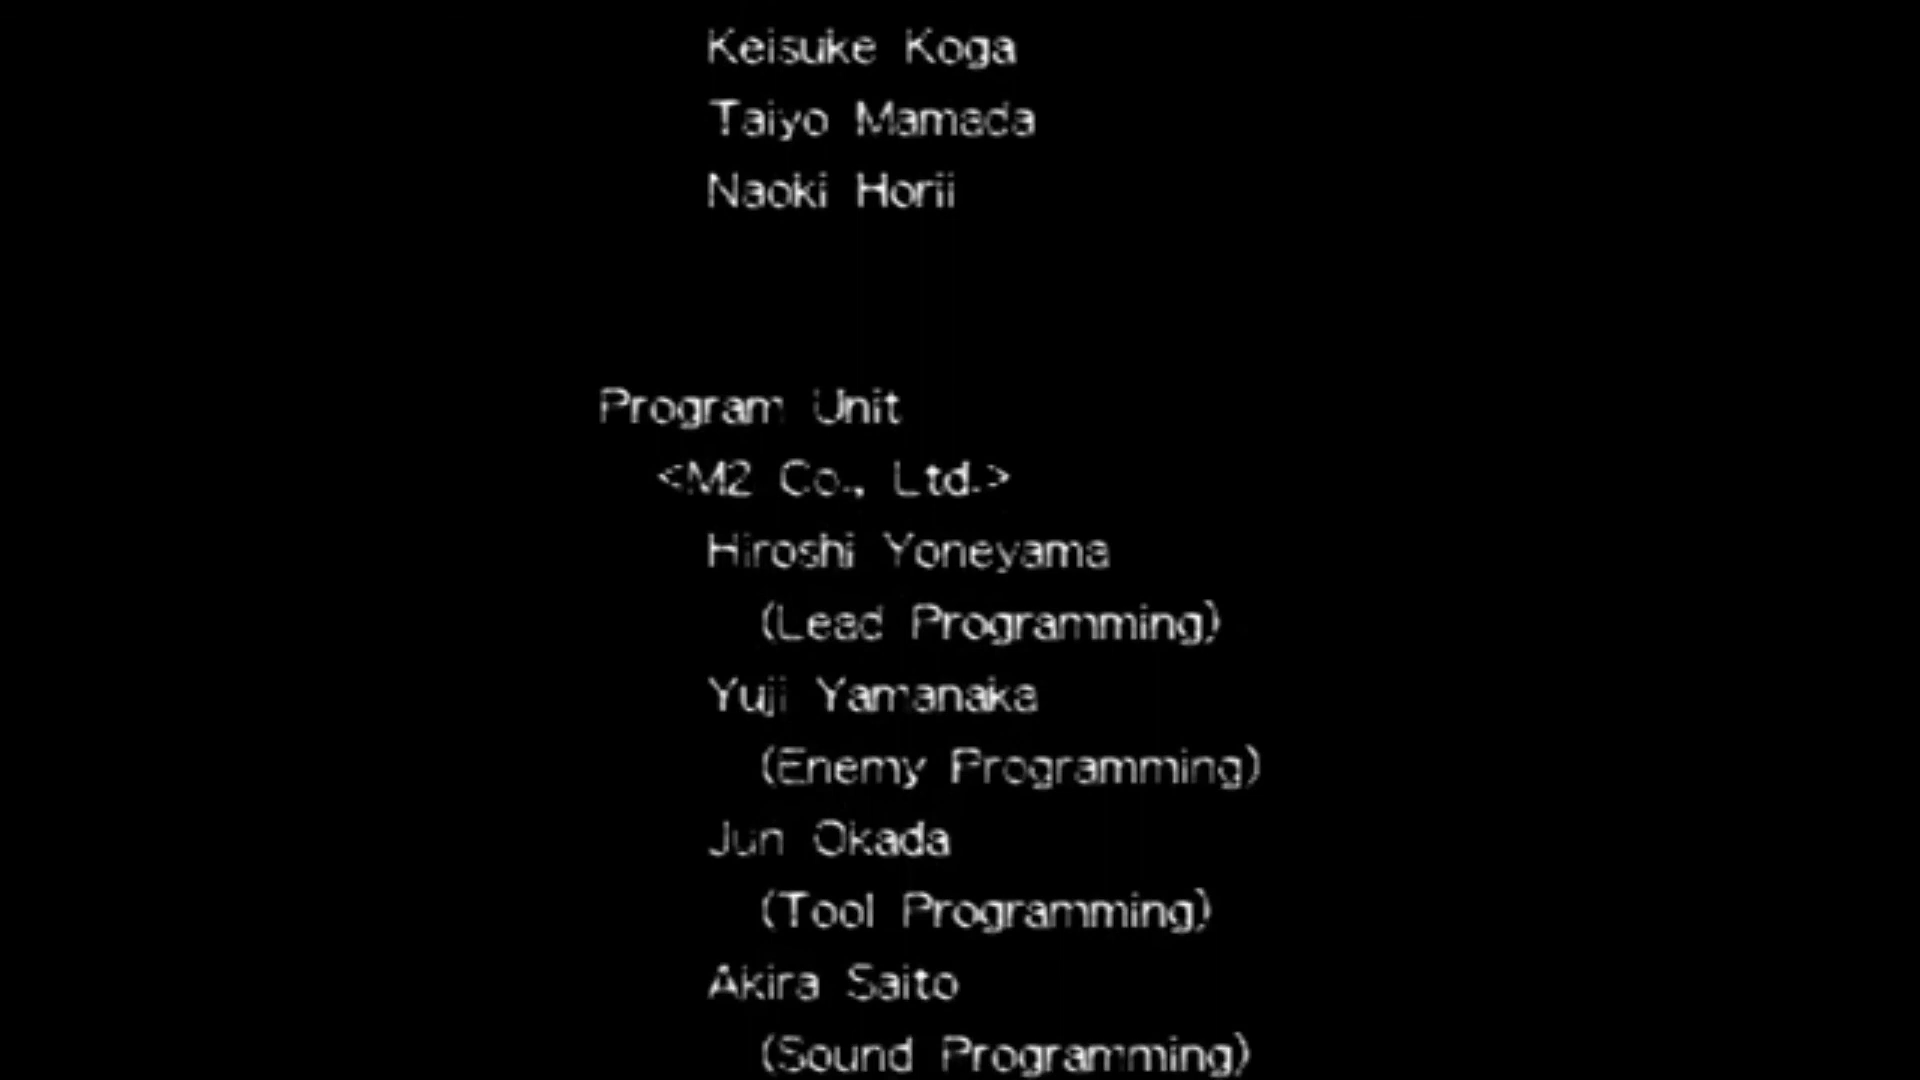 Keisuke Koga
Taiyo Mamada
Naoki Horii
Program Unit
<M2 Co., Ltd.>
Hiroshi Yoneyama
(Lead Programming)
Yuji Yamanaka
(Enemy Programming)
Jun Okada
(Tool Programming)
Akira Saito
(Sound Programming)